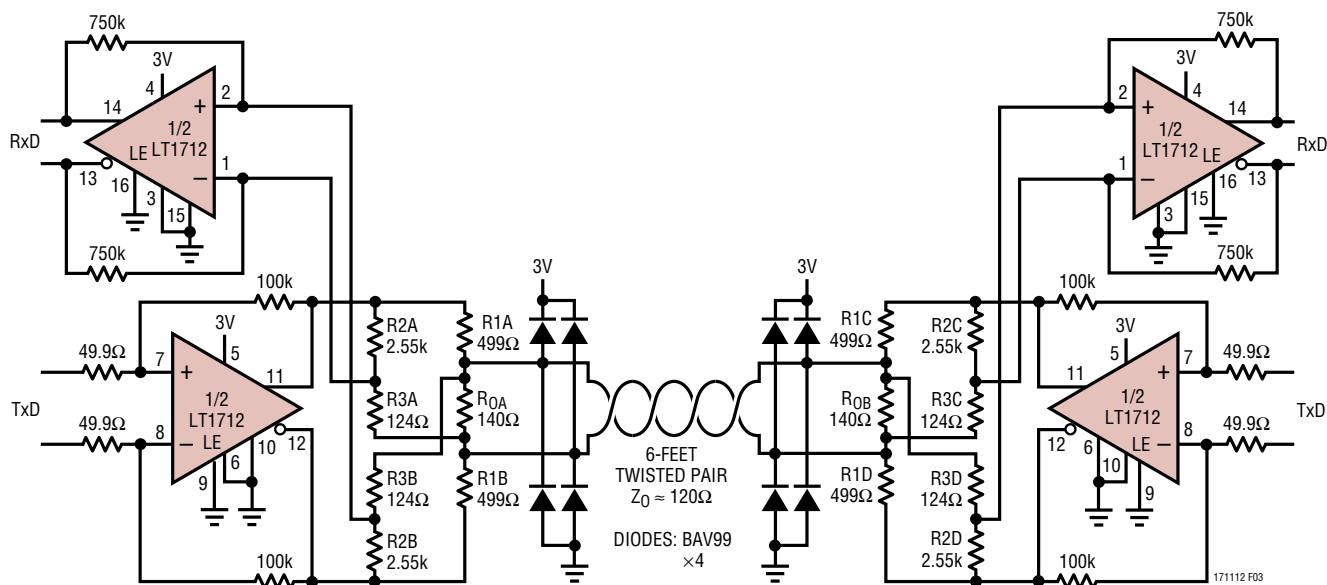 750k
3V
4
14
2
+
1/2
LT1712
LE
RxD
13
16
1
−
3
15
750k
100k
3V
49.9Ω
7
5
+
11
1/2
LT1712
LE
TxD
49.9Ω
8
−
10
12
6
9
100k
R2A
2.55k
R1A
499Ω
R3A
124Ω
R0A
140Ω
R3B
124Ω
R1B
499Ω
R2B
2.55k
3V
3V
6-FEET
TWISTED PAIR
ZO ≈ 120Ω
DIODES: BAV99
×4
R1C
499Ω
R2C
2.55k
ROB
140Ω
R3C
124Ω
R1D
499Ω
R3D
124Ω
R2D
2.55k
750k
3V
2
4
14
+
1/2
LT1712
LE
RxD
1
−
16
13
15
3
750k
100k
3V
5
7
49.9Ω
11
+
1/2
LT1712
TxD
12
LE
−
8
49.9Ω
6
10
9
100k
171112 F03